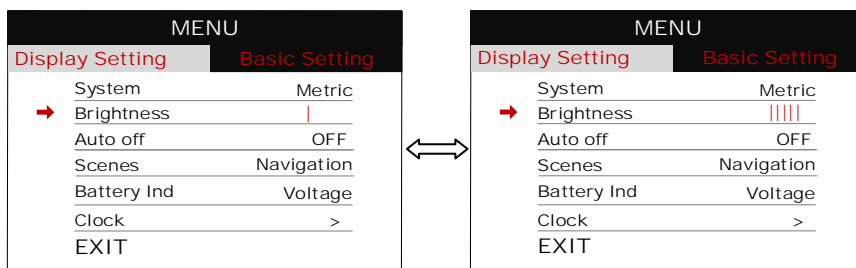 MENU
Display Setting Basic Setting
System Metric
Brightness |
Auto off OFF
Scenes Navigation
Battery Ind Voltage
Clock >
EXIT
MENU
Display Setting Basic Setting
System Metric
Brightness |||||
Auto off OFF
Scenes Navigation
Battery Ind Voltage
Clock >
EXIT